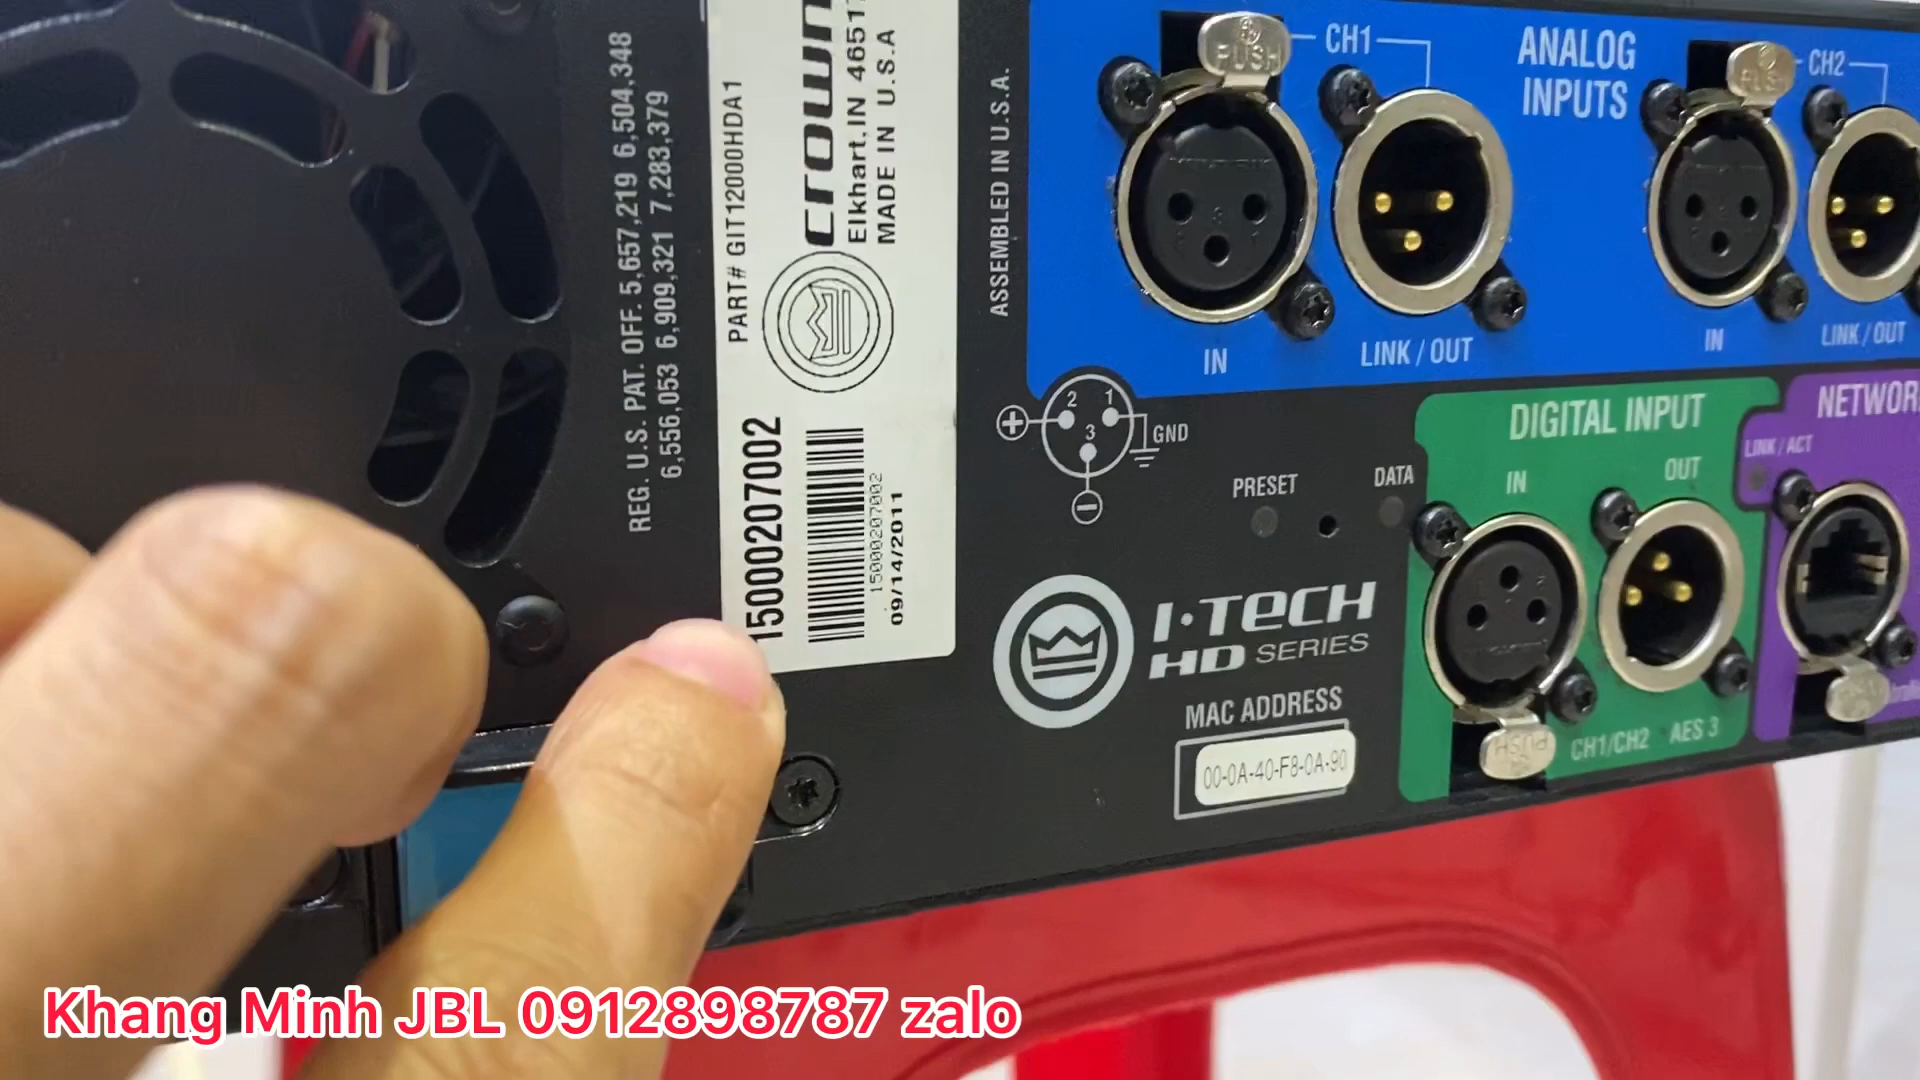 REG. U.S. PAT. OFF. 5,657,219 6,504,348
6,556,053 6,909,321 7,283,379
PART# GIT12000HDA1
crown
Elkhart,IN 46517
MADE IN U.S.A
15000207002
15000207002
09/14/2011
ASSEMBLED IN U.S.A.
CH1
ANALOG
INPUTS
CH2
PUSH
PUSH
IN
LINK / OUT
IN
LINK / OUT
2
1
3
GND
PRESET
DATA
DIGITAL INPUT
IN
OUT
LINK / ACT
I-TECH
HD SERIES
MAC ADDRESS
00-0A-40-F8-0A-90
PUSH
CH1/CH2
AES 3
Khang Minh JBL 0912898787 zalo